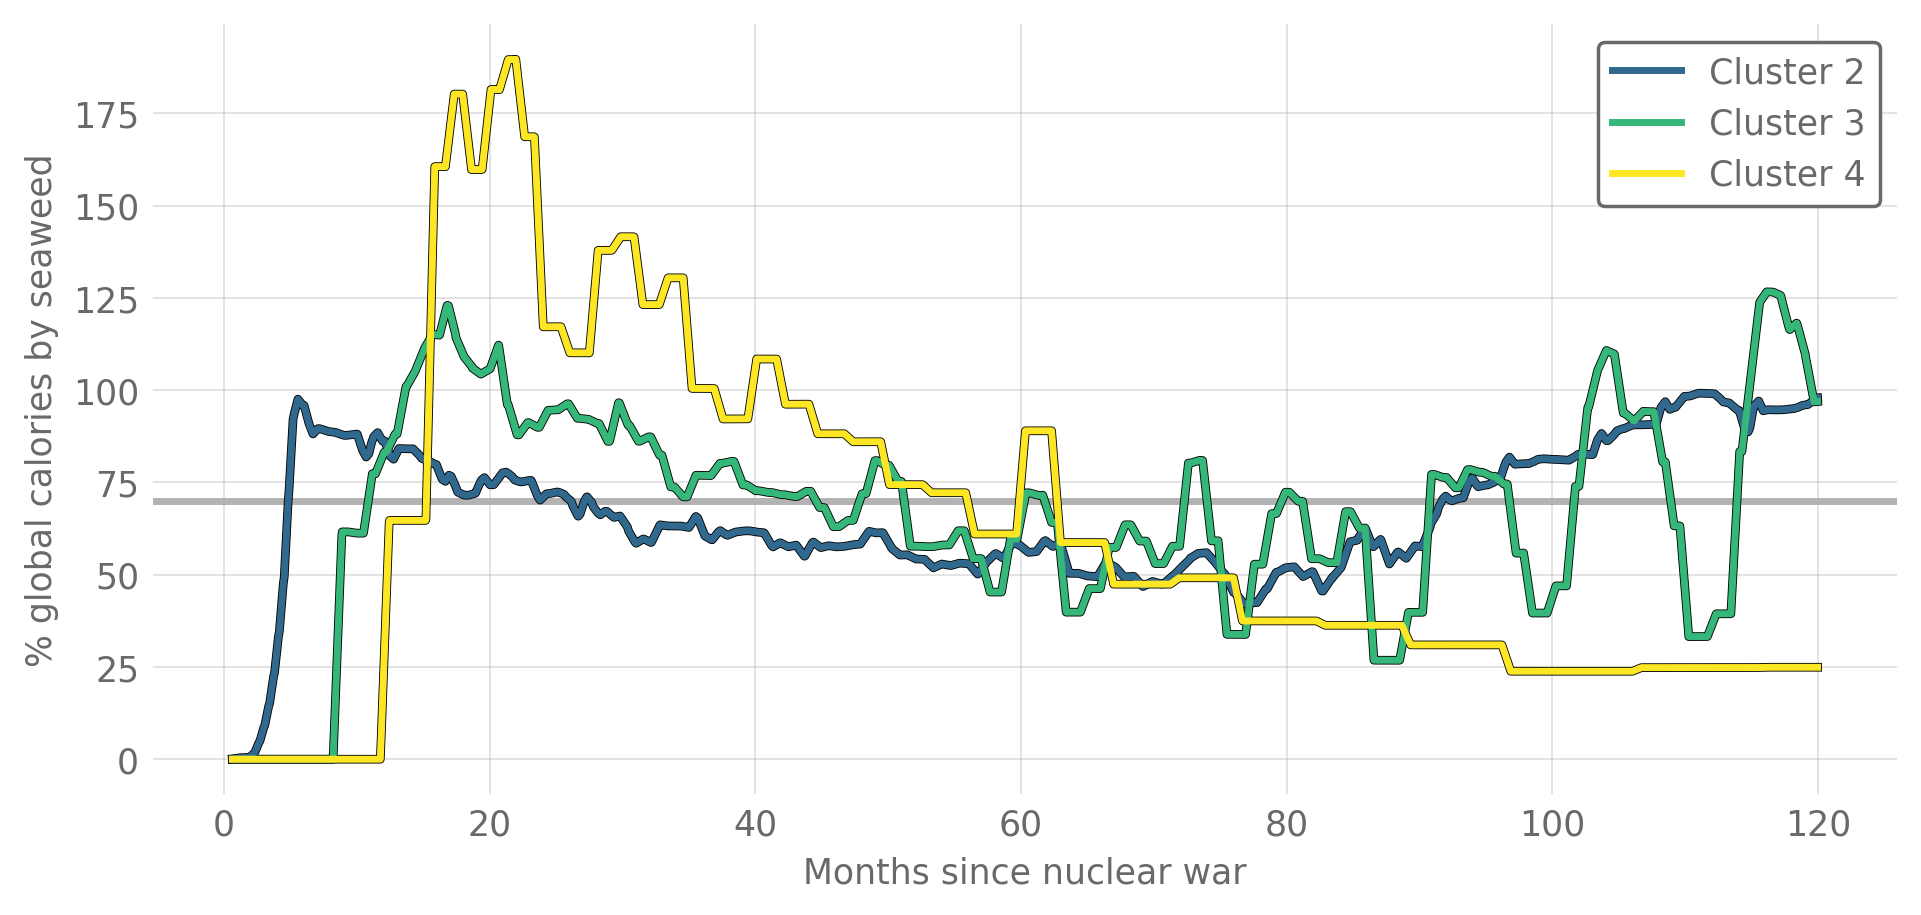 % global calories by seaweed
175
150
125
100
75
50
25
0
0 20 40 60 80 100 120
Months since nuclear war
Cluster 2
Cluster 3
Cluster 4